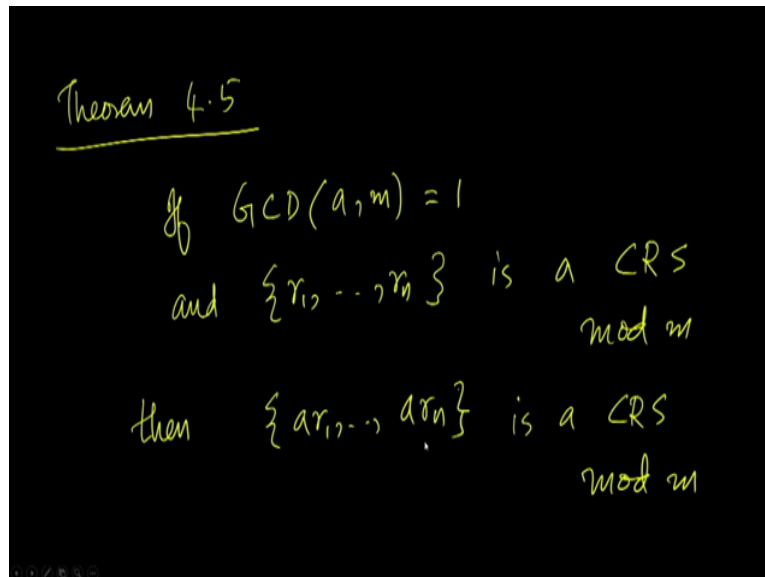 Theorem 4.5
If GCD(a, m) = 1
and {r₁, ..., rₙ} is a CRS
mod m
then {ar₁, .., arₙ} is a CRS
mod m